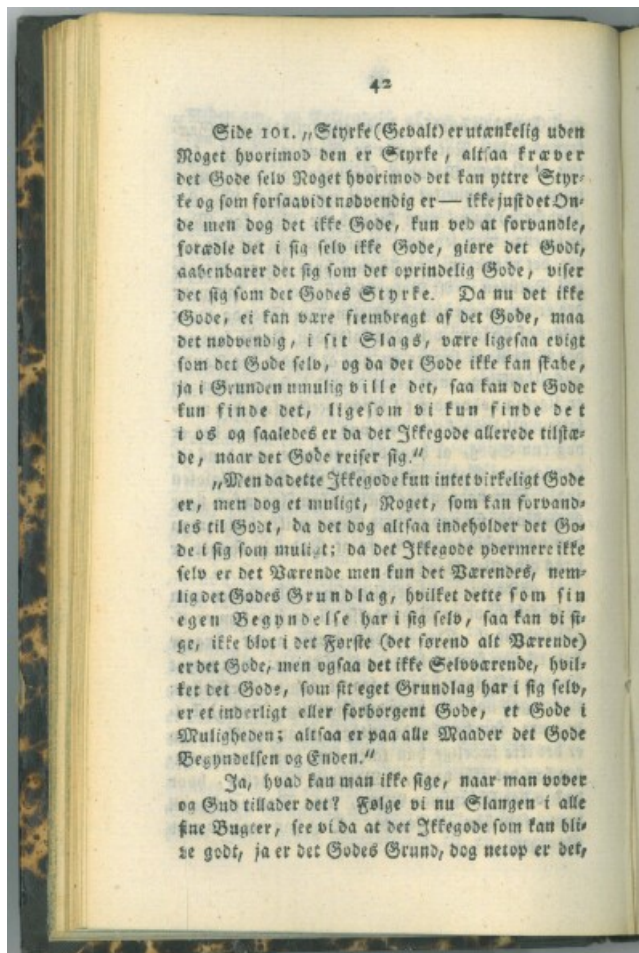 42
Side 101. „Styrke (Gevalt) er utænkelig uden
Noget hvorimod den er Styrke, altsaa kræver
det Gode selv Noget hvorimod det kan yttre Styr-
ke og som forsaavidt nødvendig er — ikke just det On-
de men dog det ikke Gode, kun ved at forvandle,
forædle det i sig selv ikke Gode, giøre det Godt,
aabenbarer det sig som det oprindelig Gode, viser
det sig som det Godes Styrke. Da nu det ikke
Gode, ei kan være frembragt af det Gode, maa
det nødvendig, i sit Slags, være ligesaa evigt
som det Gode selv, og da det Gode ikke kan skabe,
ja i Grunden umulig ville det, saa kan det Gode
kun finde det, ligesom vi kun finde det
i os og saaledes er da det Ikkegode allerede tilstæ-
de, naar det Gode reiser sig.“
„Men da dette Ikkegode kun intet virkeligt Gode
er, men dog et muligt, Noget, som kan forvand-
les til Godt, da det dog altsaa indeholder det Go-
de i sig som muligt; da det Ikkegode ydermere ikke
selv er det Værende men kun det Værendes, nem-
lig det Godes Grundlag, hvilket dette som sin
egen Begyndelse har i sig selv, saa kan vi si-
ge, ikke blot i det Første (det førend alt Værende)
er det Gode, men ogsaa det ikke Selvværende, hvil-
ket det Gode, som sit eget Grundlag har i sig selv,
er et inderligt eller forborgent Gode, et Gode i
Muligheden; altsaa er paa alle Maader det Gode
Begyndelsen og Enden.“
Ja, hvad kan man ikke sige, naar man vover
og Gud tillader det? Følge vi nu Slangen i alle
sine Bugter, see vi da at det Ikkegode som kan bli-
ve godt, ja er det Godes Grund, dog netop er det,